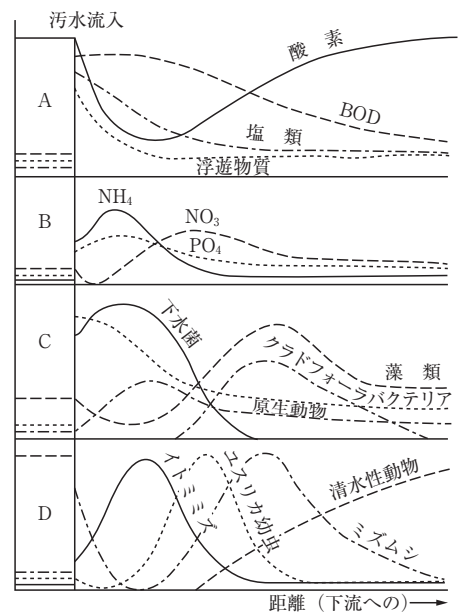 汚水流入
A
酸素
BOD
塩類
浮遊物質
B
NH₄
NO₃
PO₄
C
下水菌
クラドフォーラ
藻類
バクテリア
原生動物
D
イトミミズ
ユスリカ幼虫
清水性動物
ミズムシ
距離（下流への）→